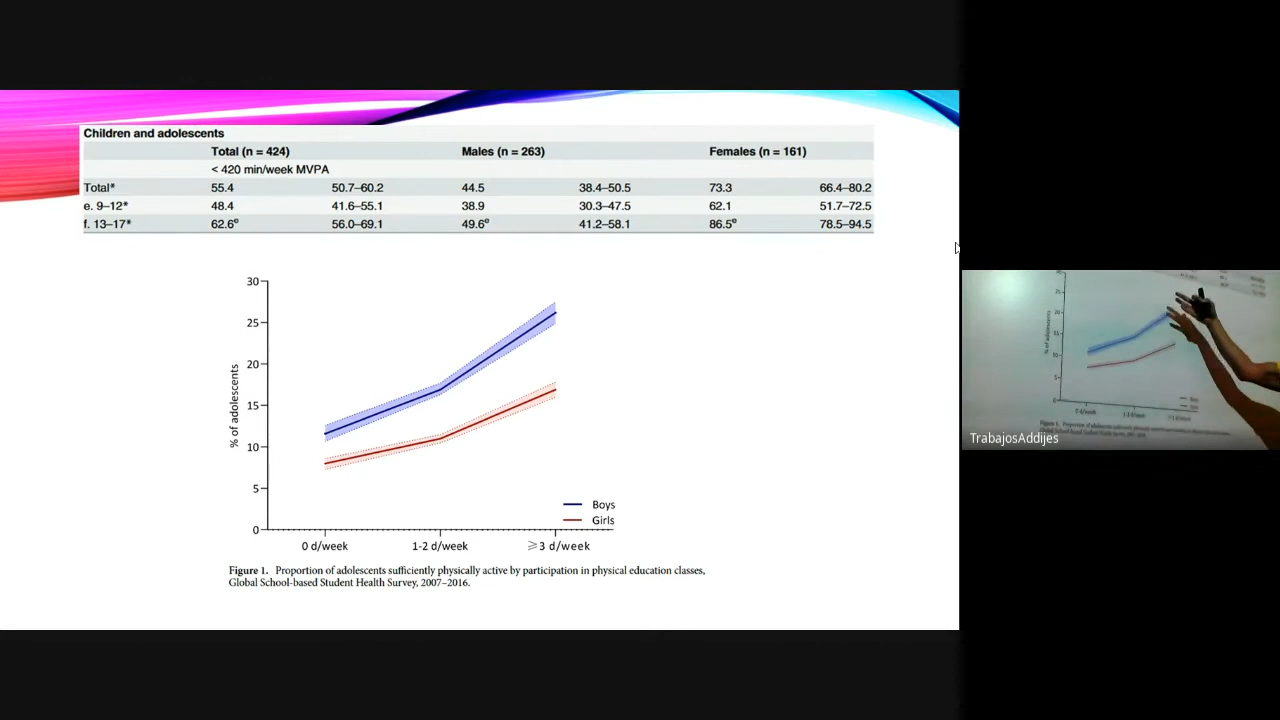 Children and adolescents
Total (n = 424) Males (n = 263) Females (n = 161)
< 420 min/week MVPA
Total* 55.4 50.7–60.2 44.5 38.4–50.5 73.3 66.4–80.2
e. 9–12* 48.4 41.6–55.1 38.9 30.3–47.5 62.1 51.7–72.5
f. 13–17* 62.6ᵉ 56.0–69.1 49.6ᵉ 41.2–58.1 86.5ᵉ 78.5–94.5
30
25
20
15
10
5
0
% of adolescents
Boys
Girls
0 d/week 1-2 d/week ⩾3 d/week
Figure 1. Proportion of adolescents sufficiently physically active by participation in physical education classes,
Global School-based Student Health Survey, 2007–2016.
TrabajosAddijes